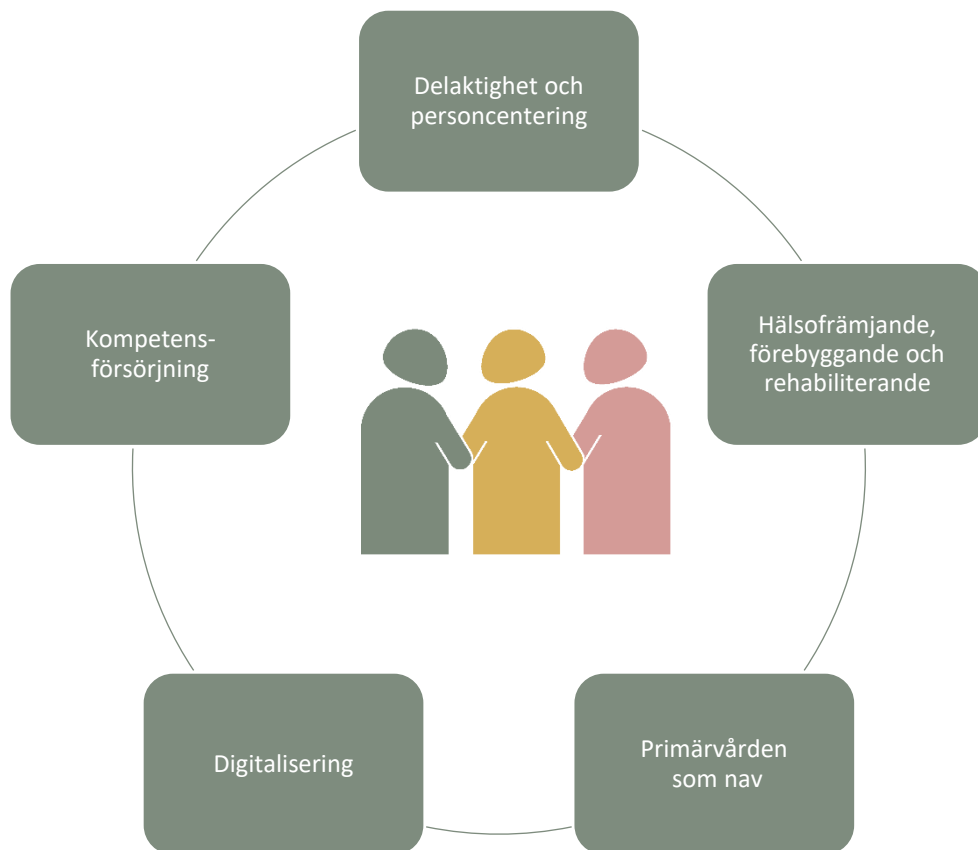 Delaktighet och
personcentering
Hälsofrämjande,
förebyggande och
rehabiliterande
Primärvården
som nav
Digitalisering
Kompetens-
försörjning